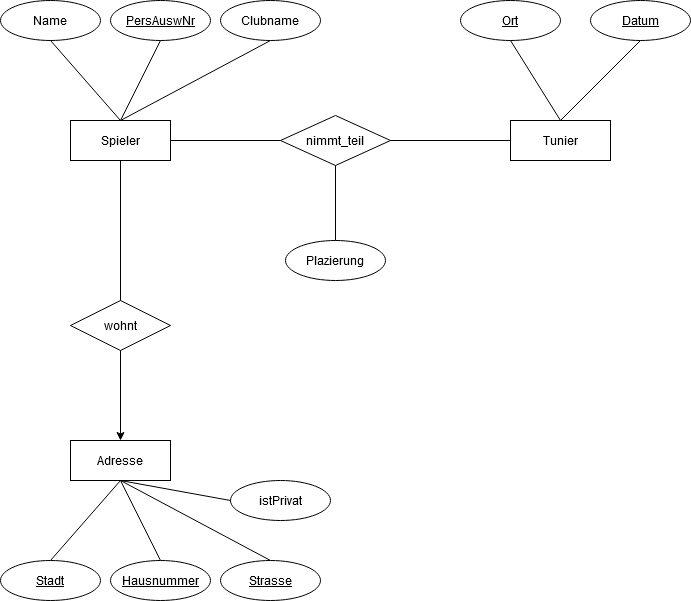 Name
PersAuswNr
Clubname
Ort
Datum
Spieler
nimmt_teil
Tunier
Plazierung
wohnt
Adresse
istPrivat
Stadt
Hausnummer
Strasse